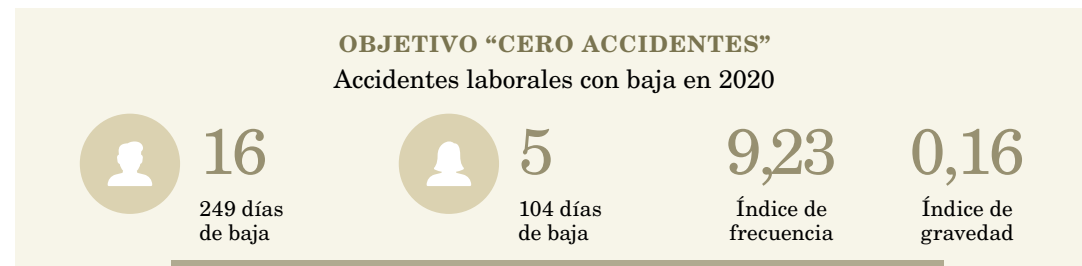 OBJETIVO “CERO ACCIDENTES”
Accidentes laborales con baja en 2020
16
249 días
de baja
5
104 días
de baja
9,23
Índice de
frecuencia
0,16
Índice de
gravedad